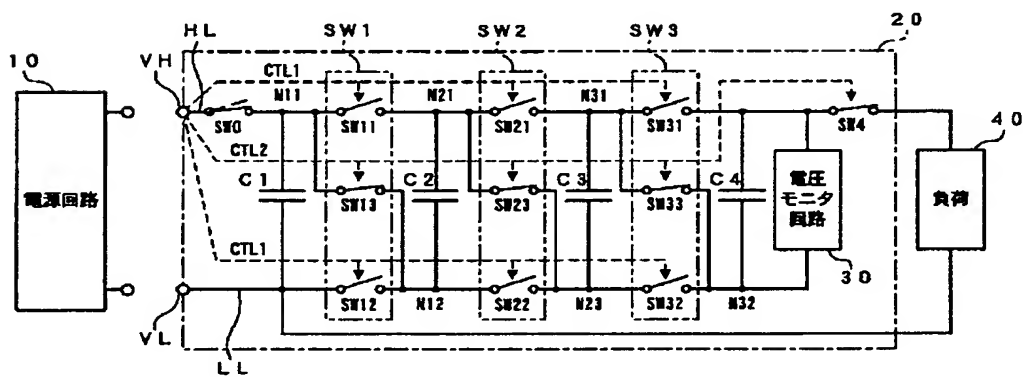 SW1
SW2
SW3
20
HL
VH
10
CTL1
N11
N21
N31
SW0
SW11
SW21
SW31
SW4
40
CTL2
C1
C2
C3
C4
SW13
SW23
SW33
電源回路
電圧
モニタ
回路
負荷
CTL1
30
SW12
N12
SW22
N23
SW32
N32
VL
LL